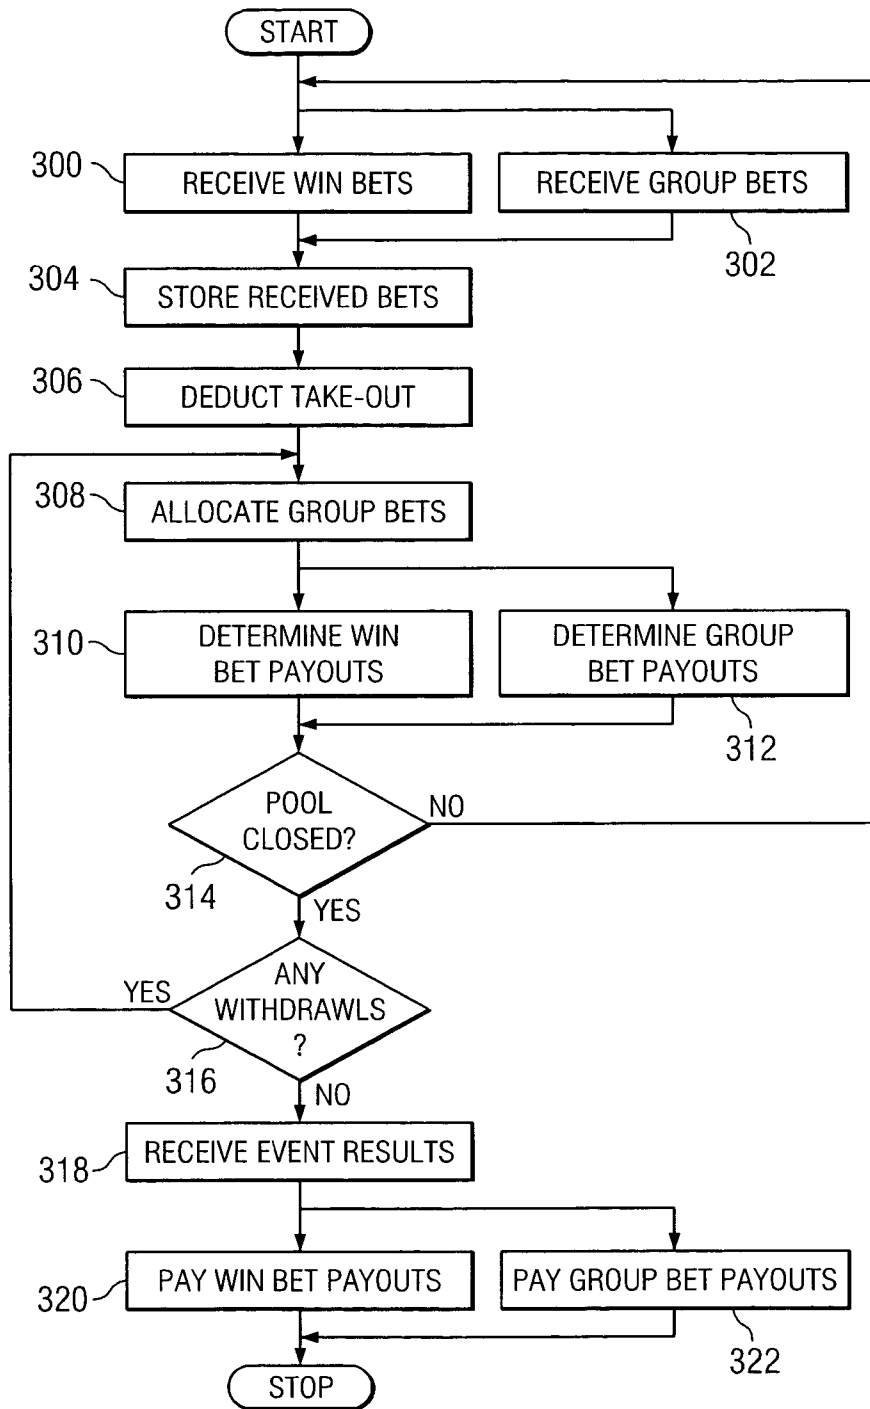 START
300
RECEIVE WIN BETS
RECEIVE GROUP BETS
302
304
STORE RECEIVED BETS
306
DEDUCT TAKE-OUT
308
ALLOCATE GROUP BETS
310
DETERMINE WIN
BET PAYOUTS
DETERMINE GROUP
BET PAYOUTS
312
POOL
CLOSED?
NO
314
YES
ANY
WITHDRAWLS
?
YES
316
NO
318
RECEIVE EVENT RESULTS
320
PAY WIN BET PAYOUTS
PAY GROUP BET PAYOUTS
322
STOP